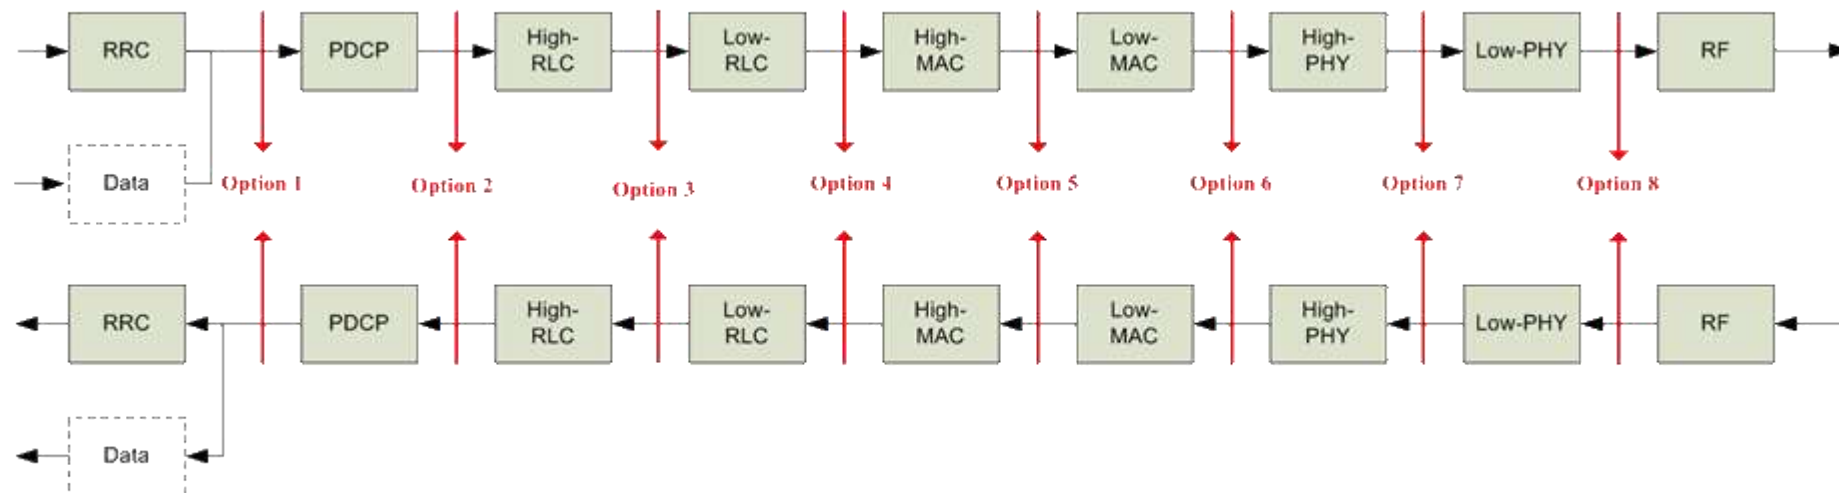 RRC
PDCP
High-
RLC
Low-
RLC
High-
MAC
Low-
MAC
High-
PHY
Low-PHY
RF
Data
Option 1
Option 2
Option 3
Option 4
Option 5
Option 6
Option 7
Option 8
RRC
PDCP
High-
RLC
Low-
RLC
High-
MAC
Low-
MAC
High-
PHY
Low-PHY
RF
Data